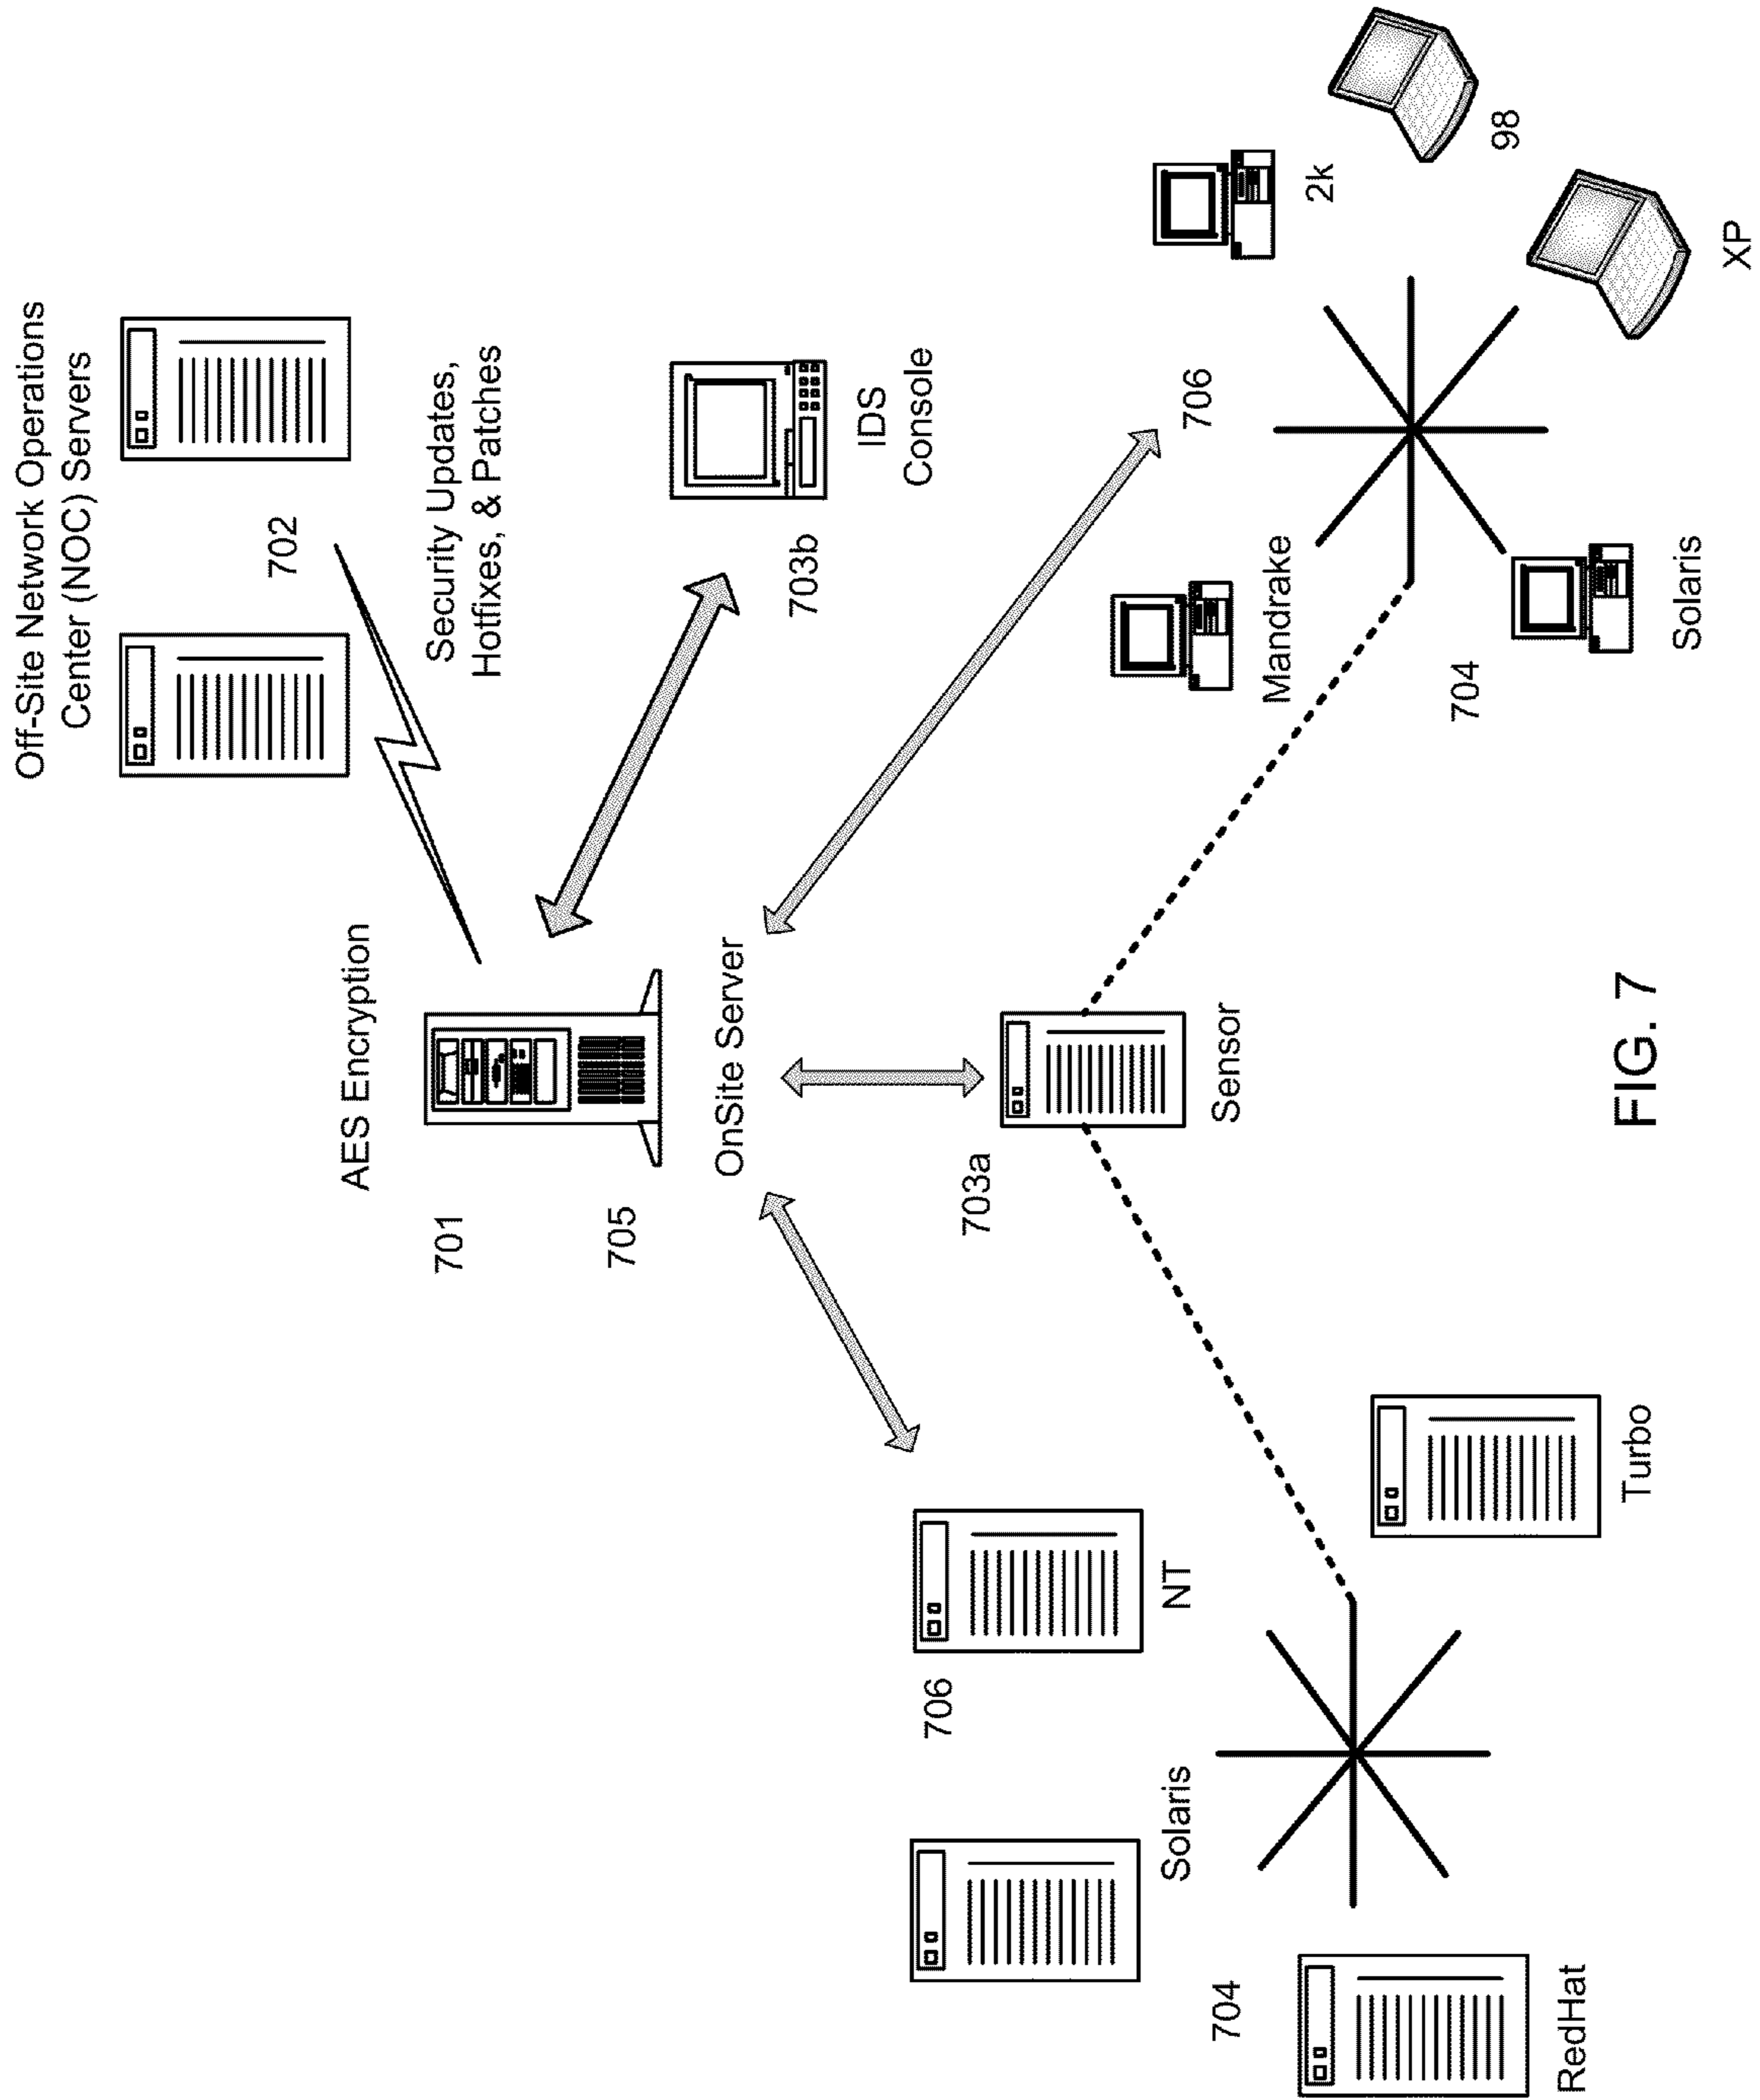 Off-Site Network Operations
Center (NOC) Servers
702
AES Encryption
Security Updates,
Hotfixes, & Patches
701
705
OnSite Server
703b
IDS
Console
706
NT
703a
Sensor
706
2k
98
Mandrake
XP
Solaris
704
RedHat
Turbo
704
Solaris
FIG. 7